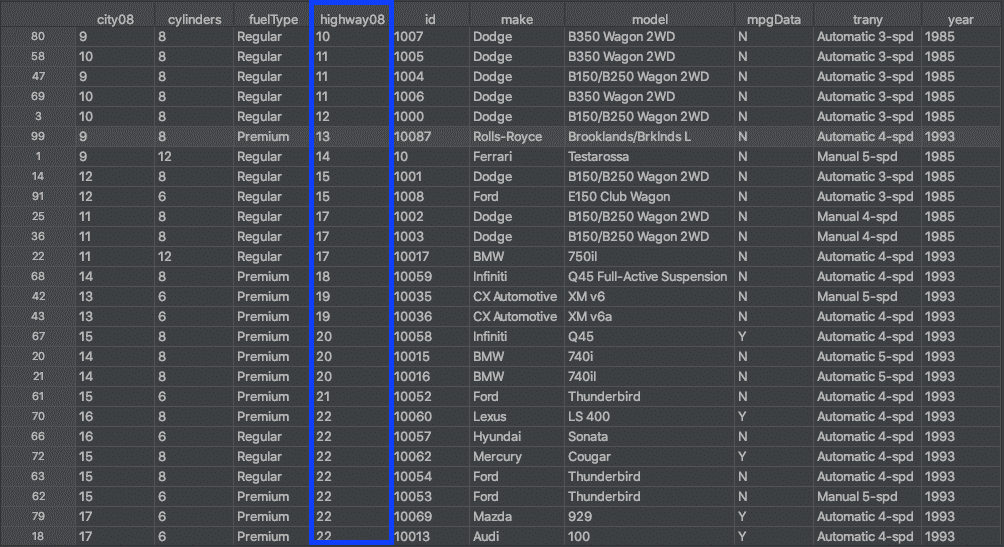 city08 cylinders fuelType highway08 id make model mpgData trany year
80 9 8 Regular 10 1007 Dodge B350 Wagon 2WD N Automatic 3-spd 1985
58 10 8 Regular 11 1005 Dodge B350 Wagon 2WD N Automatic 3-spd 1985
47 9 8 Regular 11 1004 Dodge B150/B250 Wagon 2WD N Automatic 3-spd 1985
69 10 8 Regular 11 1006 Dodge B350 Wagon 2WD N Automatic 3-spd 1985
3 10 8 Regular 12 1000 Dodge B150/B250 Wagon 2WD N Automatic 3-spd 1985
99 9 8 Premium 13 10087 Rolls-Royce Brooklands/Brklnds L N Automatic 4-spd 1993
1 9 12 Regular 14 10 Ferrari Testarossa N Manual 5-spd 1985
14 12 8 Regular 15 1001 Dodge B150/B250 Wagon 2WD N Automatic 3-spd 1985
91 12 6 Regular 15 1008 Ford E150 Club Wagon N Automatic 3-spd 1985
25 11 8 Regular 17 1002 Dodge B150/B250 Wagon 2WD N Manual 4-spd 1985
36 11 8 Regular 17 1003 Dodge B150/B250 Wagon 2WD N Manual 4-spd 1985
22 11 12 Regular 17 10017 BMW 750il N Automatic 4-spd 1993
68 14 8 Premium 18 10059 Infiniti Q45 Full-Active Suspension N Automatic 4-spd 1993
42 13 6 Premium 19 10035 CX Automotive XM v6 N Manual 5-spd 1993
43 13 6 Premium 19 10036 CX Automotive XM v6a N Automatic 4-spd 1993
67 15 8 Premium 20 10058 Infiniti Q45 Y Automatic 4-spd 1993
20 14 8 Premium 20 10015 BMW 740i N Automatic 5-spd 1993
21 14 8 Premium 20 10016 BMW 740il N Automatic 5-spd 1993
61 15 6 Premium 21 10052 Ford Thunderbird N Automatic 4-spd 1993
70 16 8 Premium 22 10060 Lexus LS 400 Y Automatic 4-spd 1993
66 16 6 Regular 22 10057 Hyundai Sonata N Automatic 4-spd 1993
72 15 8 Regular 22 10062 Mercury Cougar Y Automatic 4-spd 1993
63 15 8 Regular 22 10054 Ford Thunderbird N Automatic 4-spd 1993
62 15 6 Premium 22 10053 Ford Thunderbird N Manual 5-spd 1993
79 17 6 Premium 22 10069 Mazda 929 Y Automatic 4-spd 1993
18 17 6 Premium 22 10013 Audi 100 Y Automatic 4-spd 1993